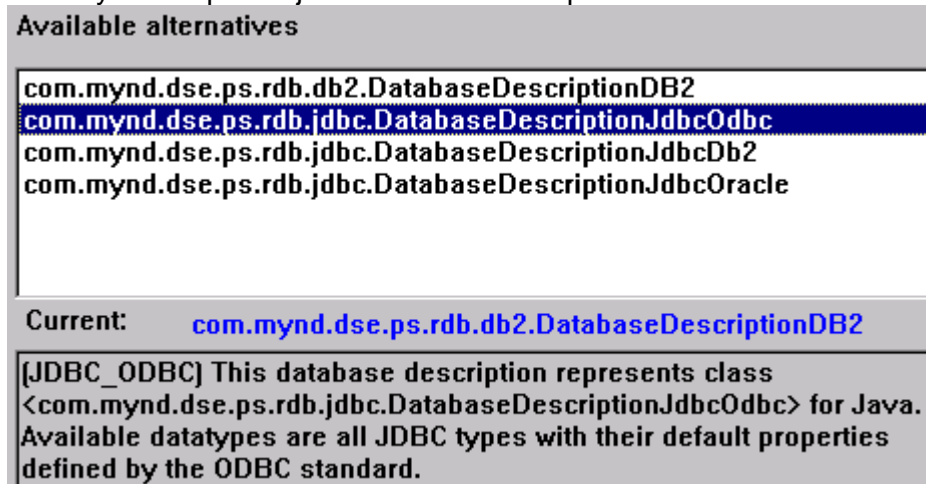 Available alternatives
com.mynd.dse.ps.rdb.db2.DatabaseDescriptionDB2
com.mynd.dse.ps.rdb.jdbc.DatabaseDescriptionJdbcOdbc
com.mynd.dse.ps.rdb.jdbc.DatabaseDescriptionJdbcDb2
com.mynd.dse.ps.rdb.jdbc.DatabaseDescriptionJdbcOracle
Current: com.mynd.dse.ps.rdb.db2.DatabaseDescriptionDB2
(JDBC_ODBC) This database description represents class
<com.mynd.dse.ps.rdb.jdbc.DatabaseDescriptionJdbcOdbc> for Java.
Available datatypes are all JDBC types with their default properties
defined by the ODBC standard.